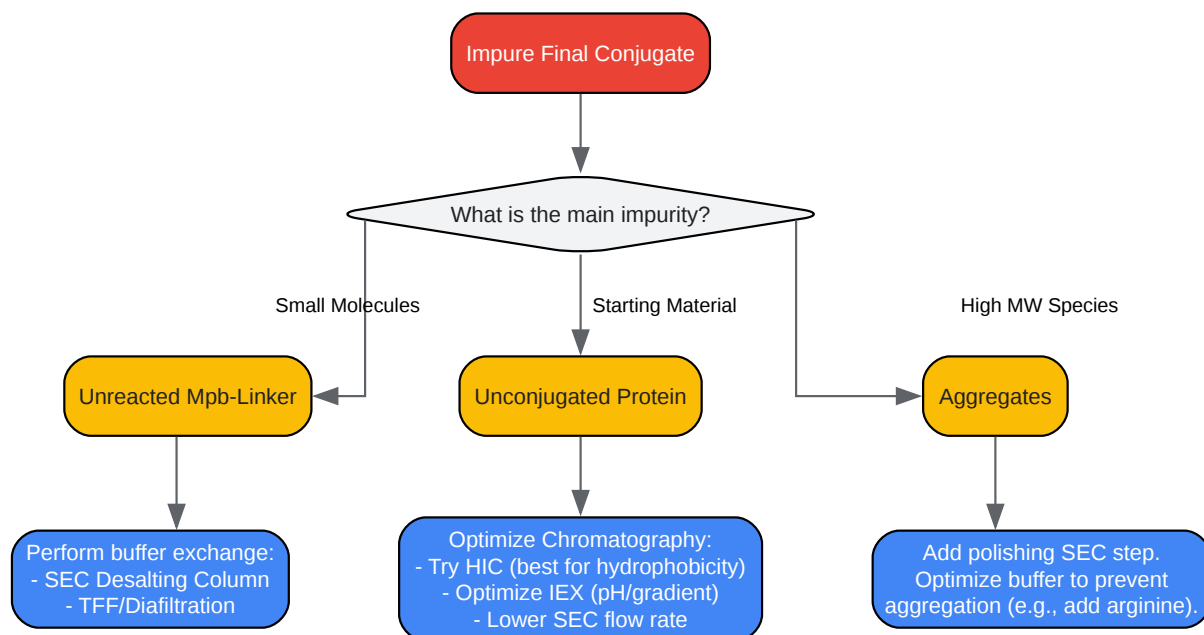 Impure Final Conjugate
What is the main impurity?
Small Molecules
Starting Material
High MW Species
Unreacted Mpb-Linker
Unconjugated Protein
Aggregates
Perform buffer exchange:
- SEC Desalting Column
- TFF/Diafiltration
Optimize Chromatography:
- Try HIC (best for hydrophobicity)
- Optimize IEX (pH/gradient)
- Lower SEC flow rate
Add polishing SEC step.
Optimize buffer to prevent
aggregation (e.g., add arginine).